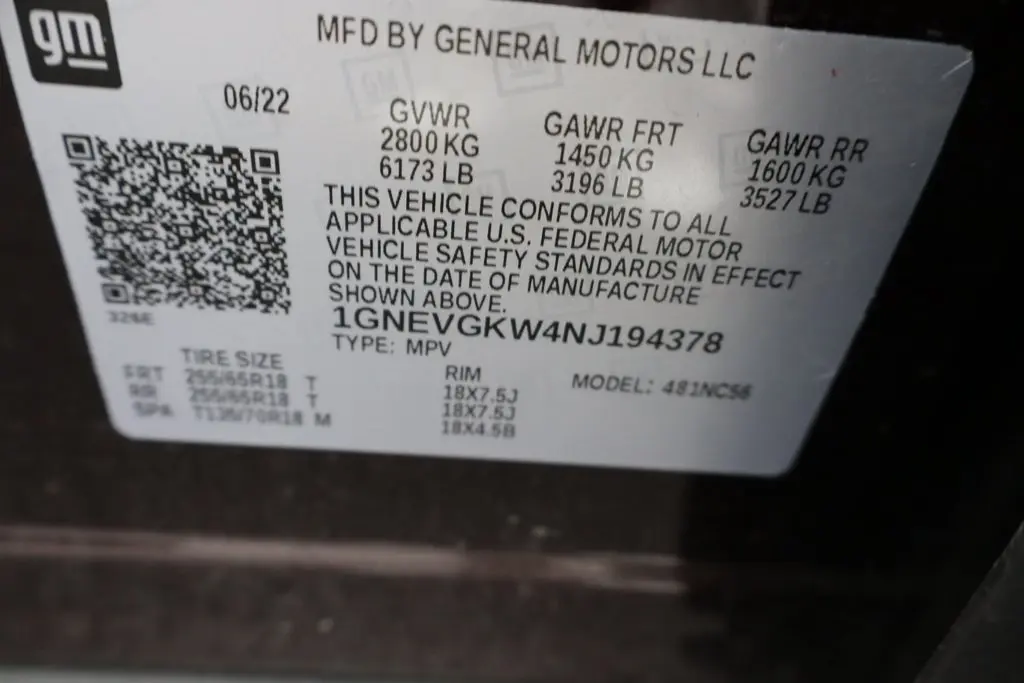 gm
MFD BY GENERAL MOTORS LLC
06/22
GVWR
2800 KG
6173 LB
GAWR FRT
1450 KG
3196 LB
GAWR RR
1600 KG
3527 LB
THIS VEHICLE CONFORMS TO ALL
APPLICABLE U.S. FEDERAL MOTOR
VEHICLE SAFETY STANDARDS IN EFFECT
ON THE DATE OF MANUFACTURE
SHOWN ABOVE.
326E
1GNEVGKW4NJ194378
TYPE: MPV
TIRE SIZE
FRT 255/65R18 T
RR 255/65R18 T
SPA T135/70R18 M
RIM
18X7.5J
18X7.5J
18X4.5B
MODEL: 481NC56